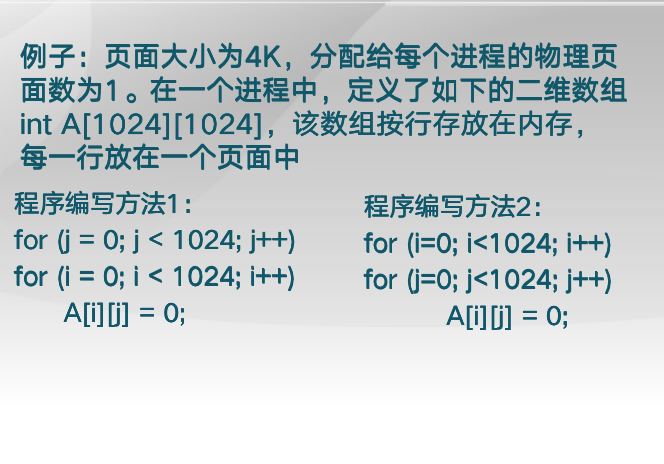 例子：页面大小为4K，分配给每个进程的物理页
面数为1。在一个进程中，定义了如下的二维数组
int A[1024][1024]，该数组按行存放在内存，
每一行放在一个页面中
程序编写方法1：
for (j = 0; j < 1024; j++)
for (i = 0; i < 1024; i++)
A[i][j] = 0;
程序编写方法2：
for (i=0; i<1024; i++)
for (j=0; j<1024; j++)
A[i][j] = 0;